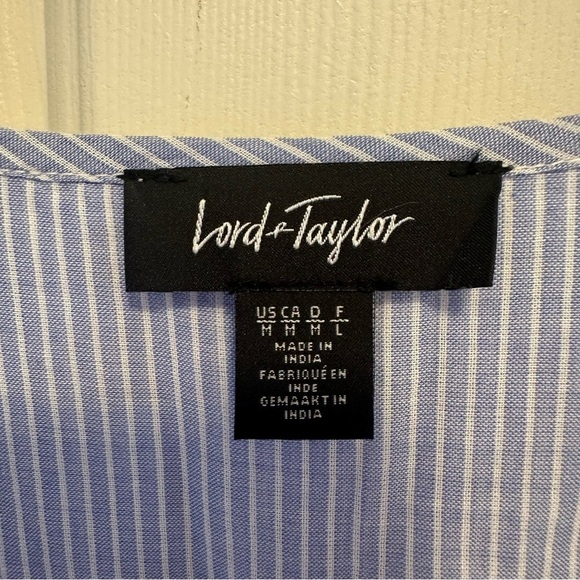 Lord & Taylor
US CA D F
M M M L
MADE IN
INDIA
FABRIQUÉ EN
INDE
GEMAAKT IN
INDIA